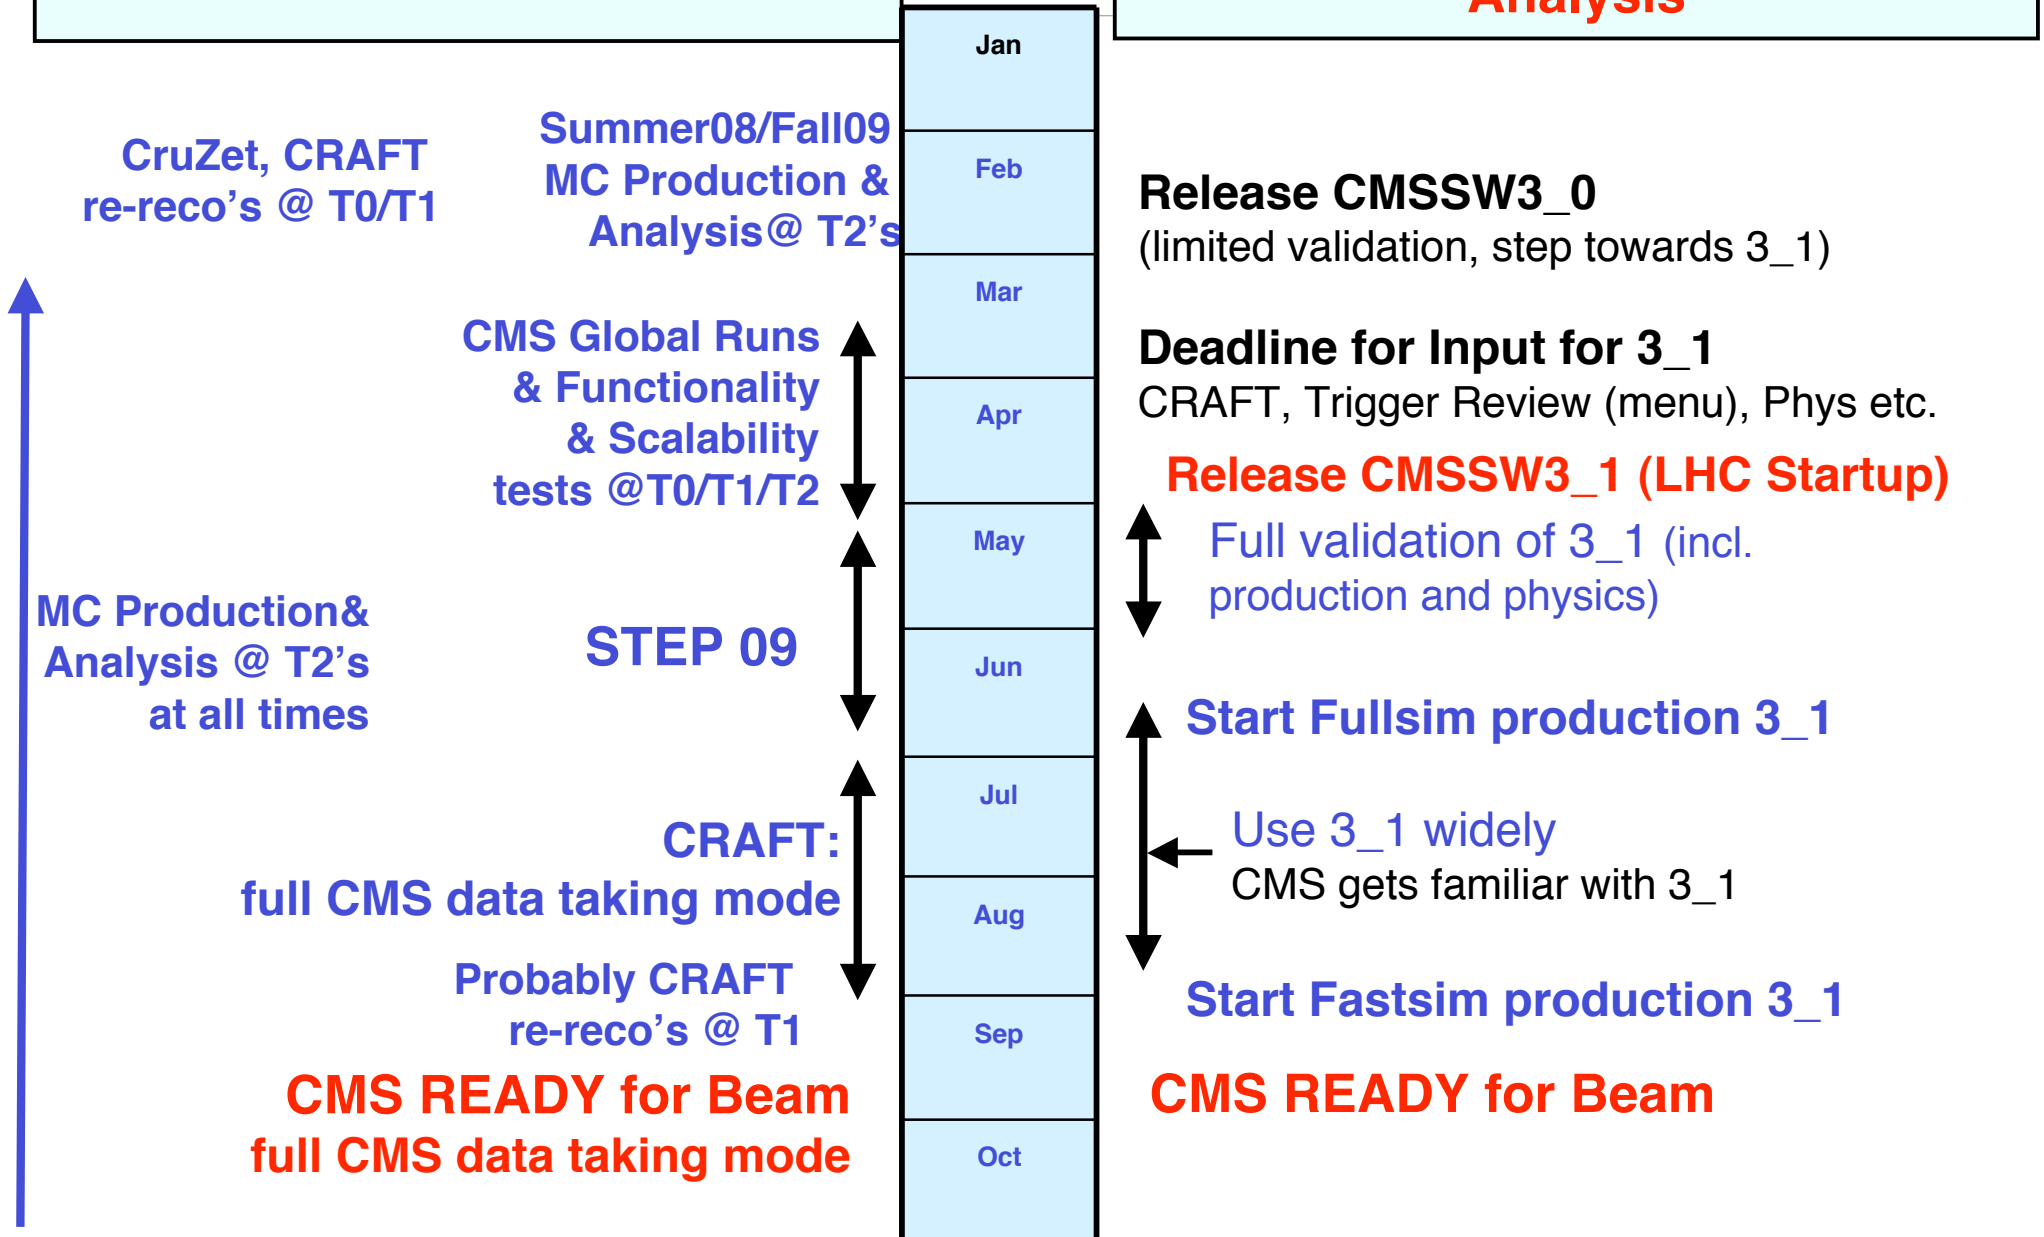 Analysis
Jan
Feb
Mar
Apr
May
Jun
Jul
Aug
Sep
Oct
CruZet, CRAFT
re-reco's @ T0/T1
Summer08/Fall09
MC Production &
Analysis@ T2's
CMS Global Runs
& Functionality
& Scalability
tests @T0/T1/T2
MC Production&
Analysis @ T2's
at all times
STEP 09
CRAFT:
full CMS data taking mode
Probably CRAFT
re-reco's @ T1
CMS READY for Beam
full CMS data taking mode
Release CMSSW3_0
(limited validation, step towards 3_1)
Deadline for Input for 3_1
CRAFT, Trigger Review (menu), Phys etc.
Release CMSSW3_1 (LHC Startup)
Full validation of 3_1 (incl.
production and physics)
Start Fullsim production 3_1
Use 3_1 widely
CMS gets familiar with 3_1
Start Fastsim production 3_1
CMS READY for Beam